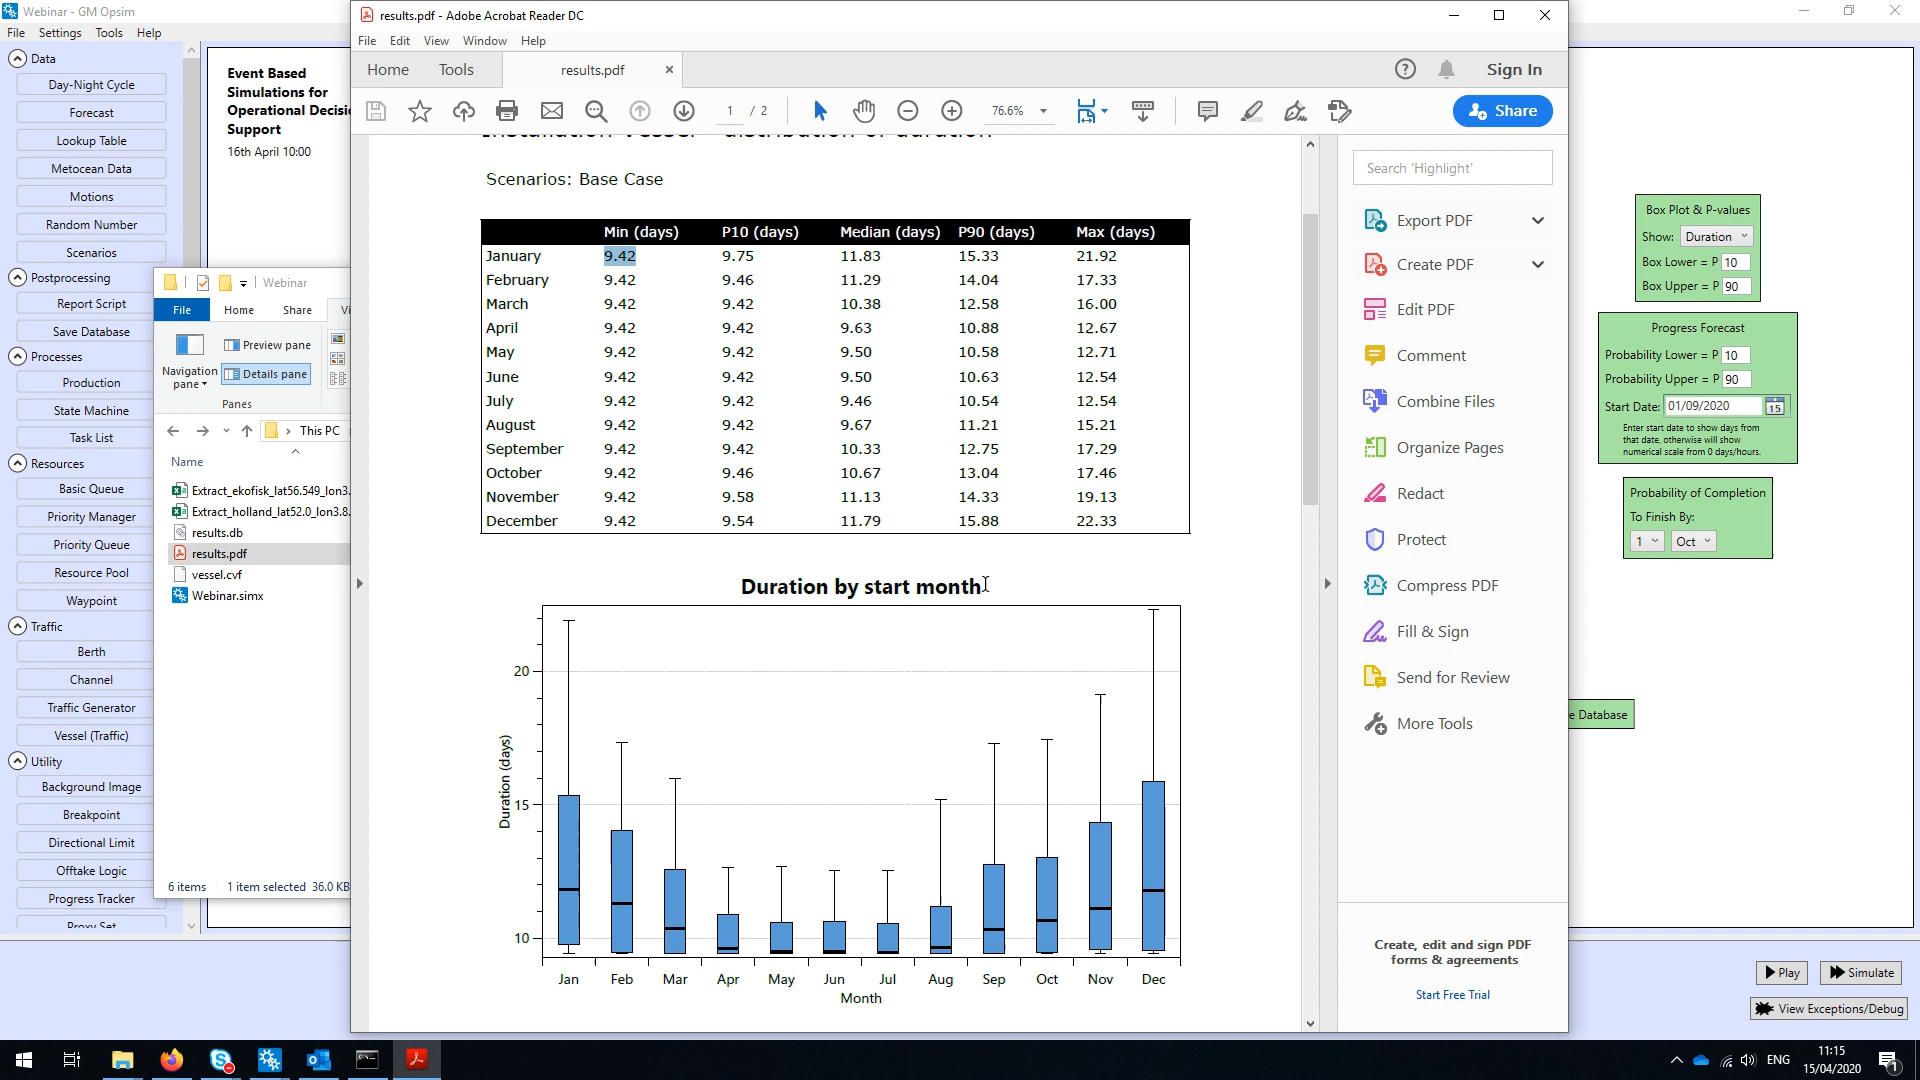 Webinar - GM Opsim
File Settings Tools Help
Data
Day-Night Cycle
Forecast
Lookup Table
Metocean Data
Motions
Random Number
Scenarios
Postprocessing
Report Script
Save Database
Processes
Production
State Machine
Task List
Resources
Basic Queue
Priority Manager
Priority Queue
Resource Pool
Waypoint
Traffic
Berth
Channel
Traffic Generator
Vessel (Traffic)
Utility
Background Image
Breakpoint
Directional Limit
Offtake Logic
Progress Tracker
Proxy Set
Event Based
Simulations for
Operational Decisi
Support
16th April 10:00
Webinar
File Home Share Vi
Navigation
pane
Preview pane
Details pane
Panes
This PC
Name
Extract_ekofisk_lat56.549_lon3.
Extract_holland_lat52.0_lon3.8.
results.db
results.pdf
vessel.cvf
Webinar.simx
6 items 1 item selected 36.0 KB
results.pdf - Adobe Acrobat Reader DC
File Edit View Window Help
Home Tools results.pdf Sign In
1 / 2 76.6% Share
Installation Vessel - distribution of duration
Scenarios: Base Case
Min (days) P10 (days) Median (days) P90 (days) Max (days)
January 9.42 9.75 11.83 15.33 21.92
February 9.42 9.46 11.29 14.04 17.33
March 9.42 9.42 10.38 12.58 16.00
April 9.42 9.42 9.63 10.88 12.67
May 9.42 9.42 9.50 10.58 12.71
June 9.42 9.42 9.50 10.63 12.54
July 9.42 9.42 9.46 10.54 12.54
August 9.42 9.42 9.67 11.21 15.21
September 9.42 9.42 10.33 12.75 17.29
October 9.42 9.46 10.67 13.04 17.46
November 9.42 9.58 11.13 14.33 19.13
December 9.42 9.54 11.79 15.88 22.33
Duration by start month
Duration (days)
20
15
10
Jan Feb Mar Apr May Jun Jul Aug Sep Oct Nov Dec
Month
Search 'Highlight'
Export PDF
Create PDF
Edit PDF
Comment
Combine Files
Organize Pages
Redact
Protect
Compress PDF
Fill & Sign
Send for Review
More Tools
Create, edit and sign PDF
forms & agreements
Start Free Trial
Box Plot & P-values
Show: Duration
Box Lower = P 10
Box Upper = P 90
Progress Forecast
Probability Lower = P 10
Probability Upper = P 90
Start Date: 01/09/2020 15
Enter start date to show days from
that date, otherwise will show
numerical scale from 0 days/hours.
Probability of Completion
To Finish By:
1 Oct
e Database
Play Simulate
View Exceptions/Debug
ENG
11:15
15/04/2020
1